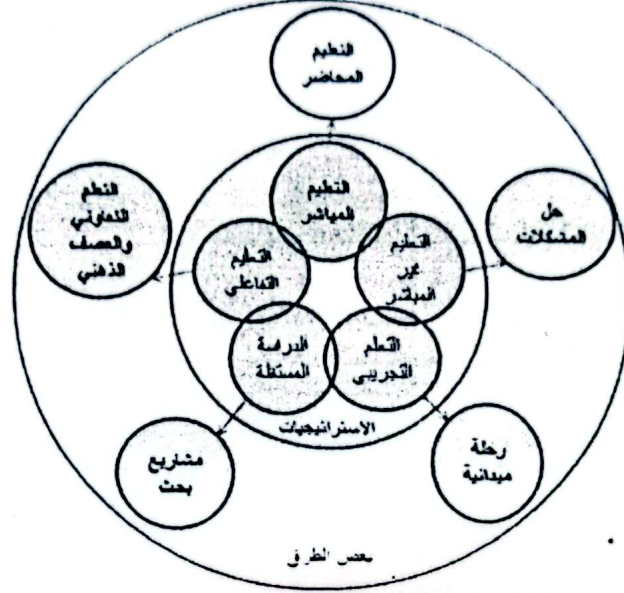 التعليم
المحاضر
التعليم
المباشر
التعلم
التعاوني
والعصف
الذهني
التعليم
التفاعلي
التعليم
غير
المباشر
حل
المشكلات
الدراسة
المستقلة
التعلم
التجريبي
الاستراتيجيات
مشاريع
بحث
رحلة
ميدانية
بعض الطرق